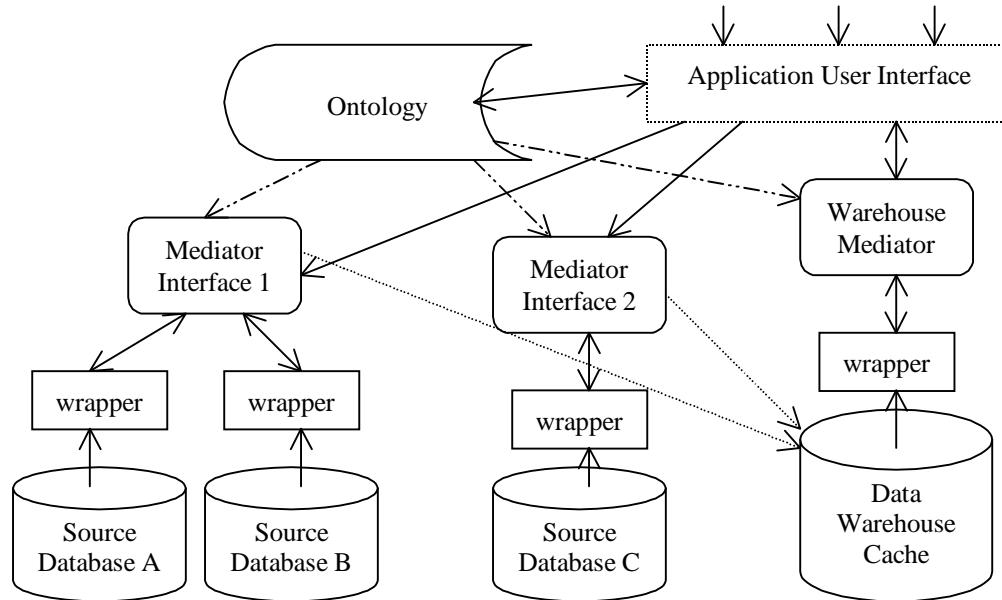 Application User Interface
Ontology
Warehouse
Mediator
Mediator
Interface 1
Mediator
Interface 2
wrapper
wrapper
wrapper
wrapper
Source
Database A
Source
Database B
Source
Database C
Data
Warehouse
Cache